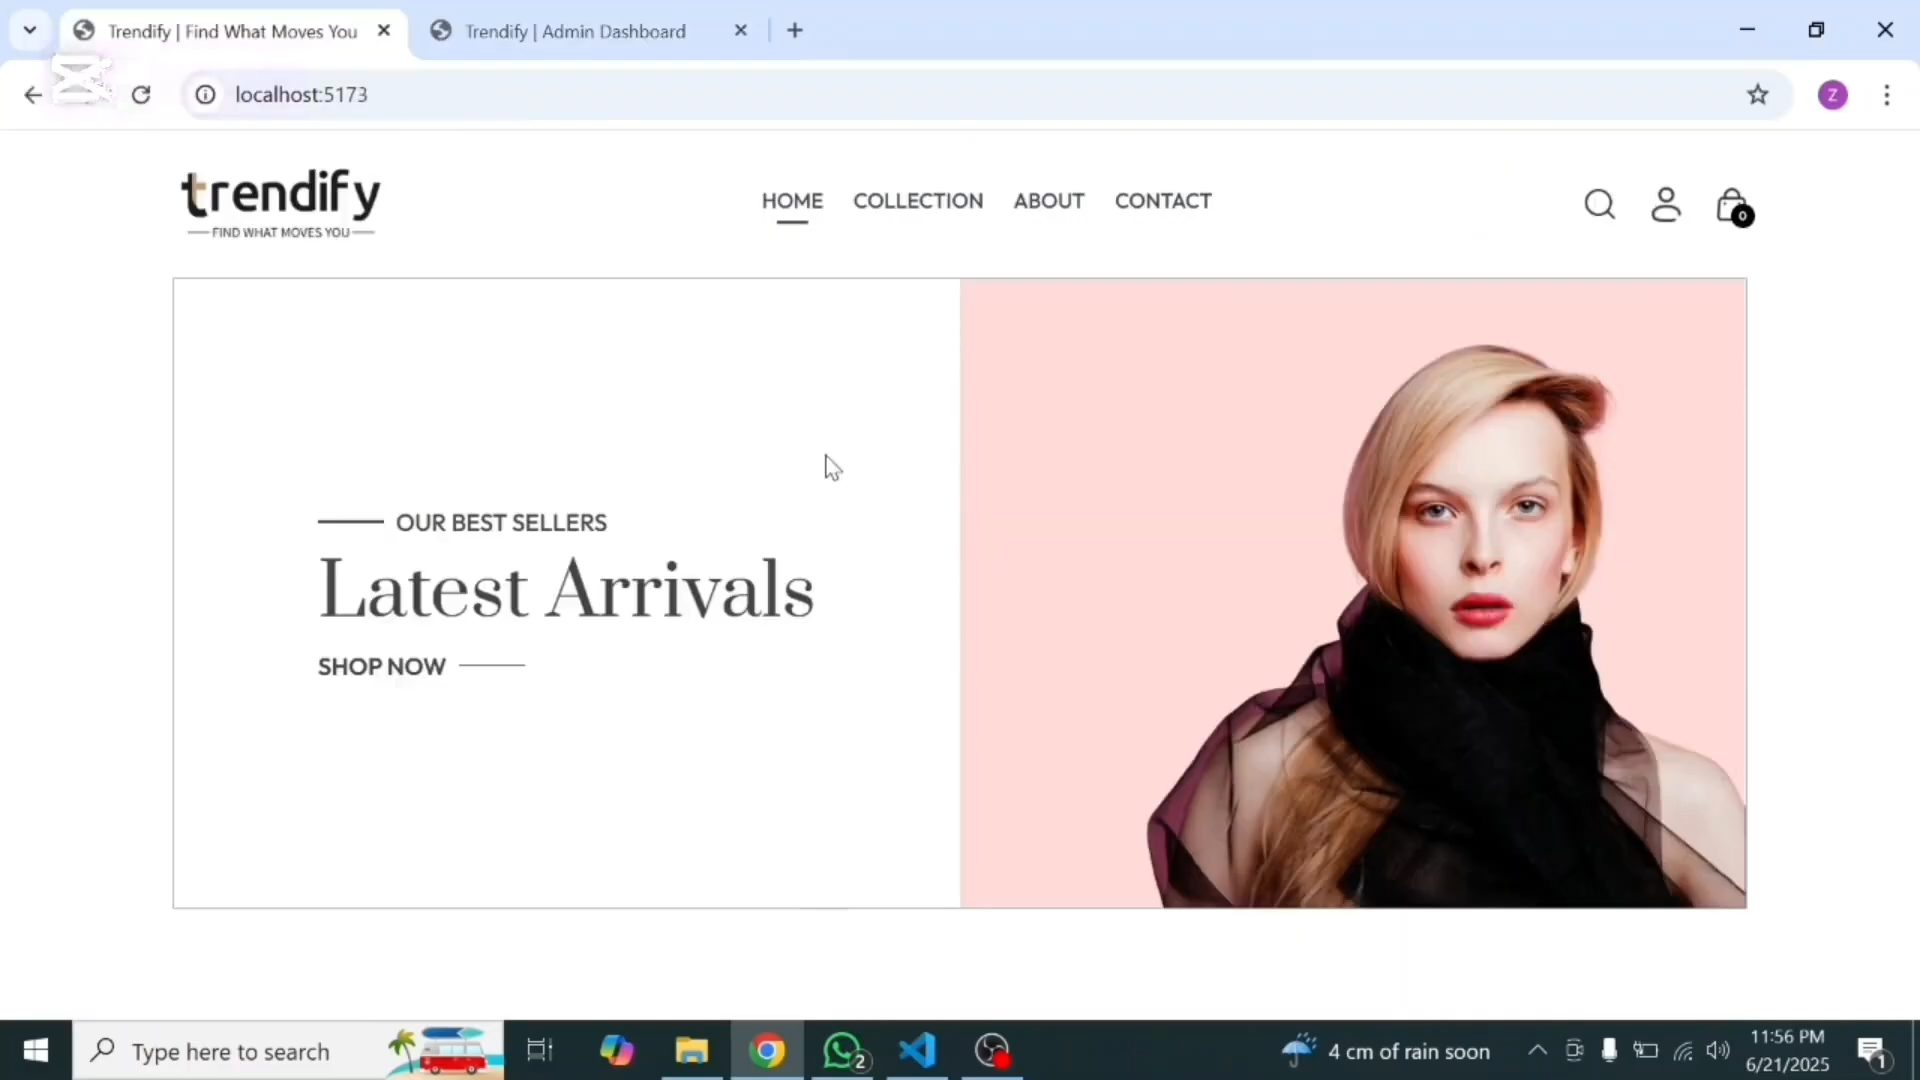 Trendify | Find What Moves You
Trendify | Admin Dashboard
localhost:5173
Z
trendify
FIND WHAT MOVES YOU
HOME
COLLECTION
ABOUT
CONTACT
0
OUR BEST SELLERS
Latest Arrivals
SHOP NOW
Type here to search
2
4 cm of rain soon
11:56 PM
6/21/2025
1